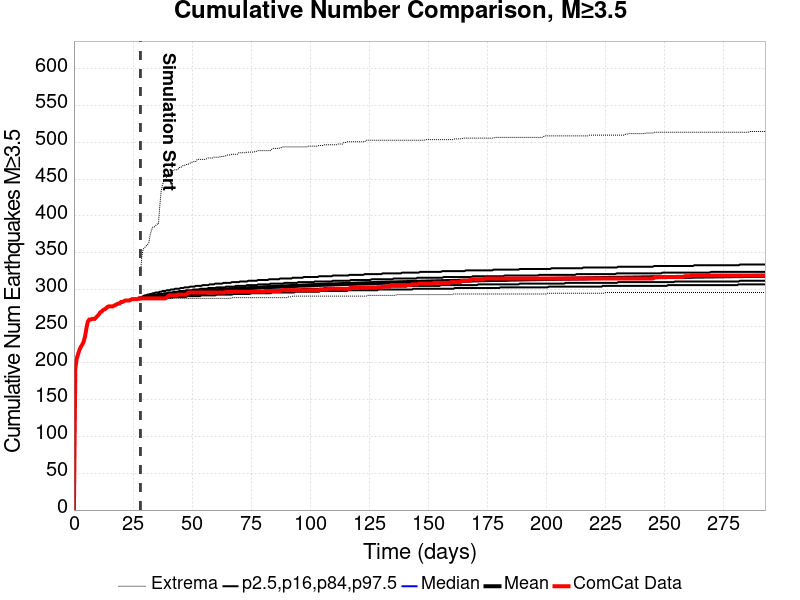 Cumulative Number Comparison, M≥3.5
Cumulative Num Earthquakes M≥3.5
600
550
500
450
400
350
300
250
200
150
100
50
0
Simulation Start
0 25 50 75 100 125 150 175 200 225 250 275
Time (days)
Extrema p2.5,p16,p84,p97.5 Median Mean ComCat Data